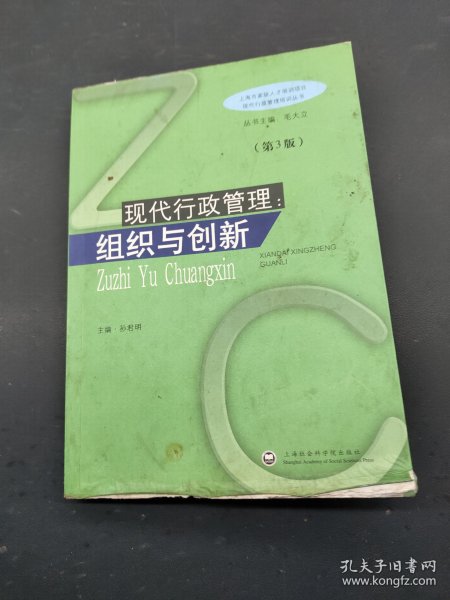 上海市紧缺人才培训项目
现代行政管理培训丛书
丛书主编 毛大立
(第3版)
现代行政管理:
组织与创新
XIANDAI XINGZHENG
GUANLI
Zuzhi Yu Chuangxin
主编·孙君明
上海社会科学院出版社
Shanghai Academy of Social Sciences Press
孔夫子旧书网
www.kongfz.com